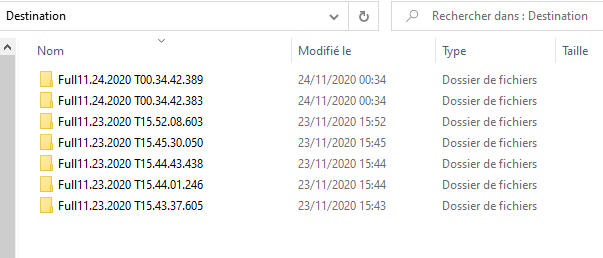 Destination
Rechercher dans : Destination
Nom Modifié le Type Taille
Full11.24.2020 T00.34.42.389 24/11/2020 00:34 Dossier de fichiers
Full11.24.2020 T00.34.42.383 24/11/2020 00:34 Dossier de fichiers
Full11.23.2020 T15.52.08.603 23/11/2020 15:52 Dossier de fichiers
Full11.23.2020 T15.45.30.050 23/11/2020 15:45 Dossier de fichiers
Full11.23.2020 T15.44.43.438 23/11/2020 15:44 Dossier de fichiers
Full11.23.2020 T15.44.01.246 23/11/2020 15:44 Dossier de fichiers
Full11.23.2020 T15.43.37.605 23/11/2020 15:43 Dossier de fichiers